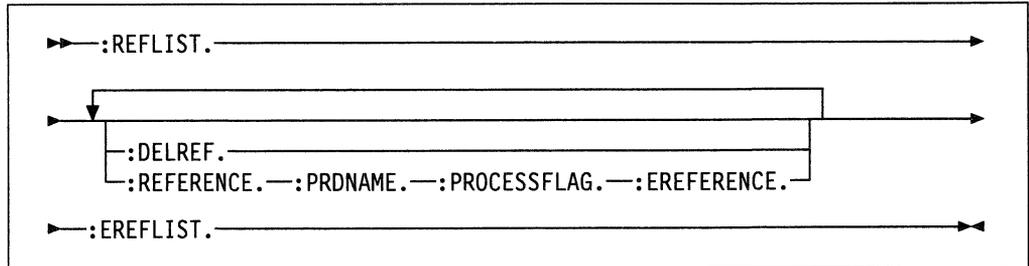 :REFLIST.
:DELREF.
:REFERENCE. :PRDNAME. :PROCESSFLAG. :EREFERENCE.
:EREFLIST.